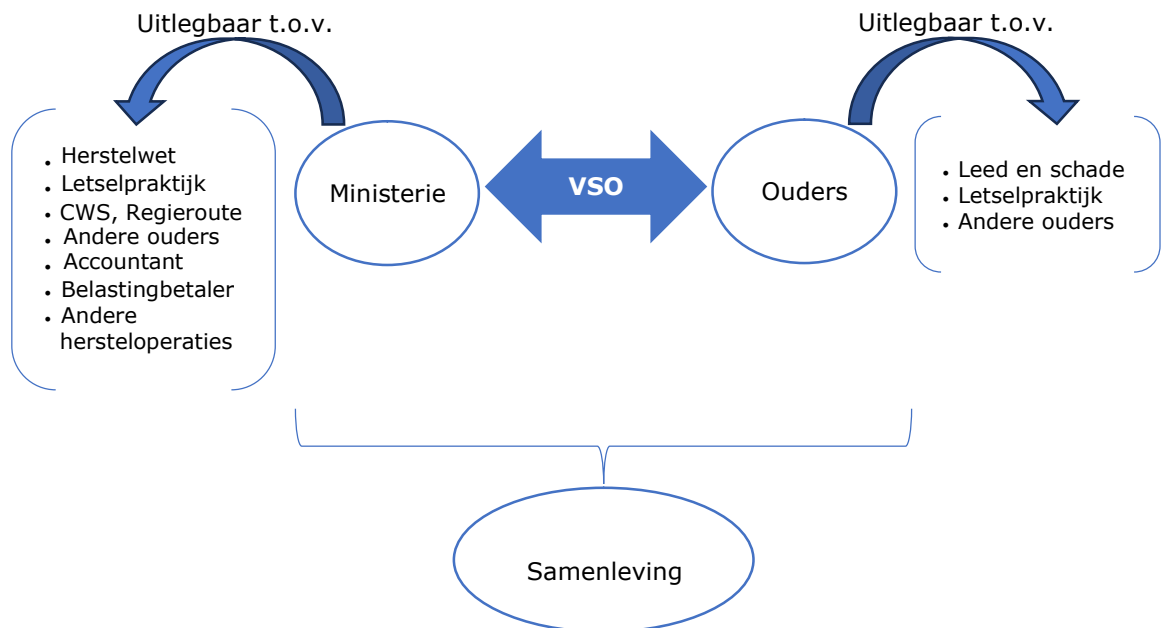 Uitlegbaar t.o.v.
Uitlegbaar t.o.v.
• Herstelwet
• Letselpraktijk
• CWS, Regieroute
• Andere ouders
• Accountant
• Belastingbetaler
• Andere
hersteloperaties
Ministerie
VSO
Ouders
• Leed en schade
• Letselpraktijk
• Andere ouders
Samenleving